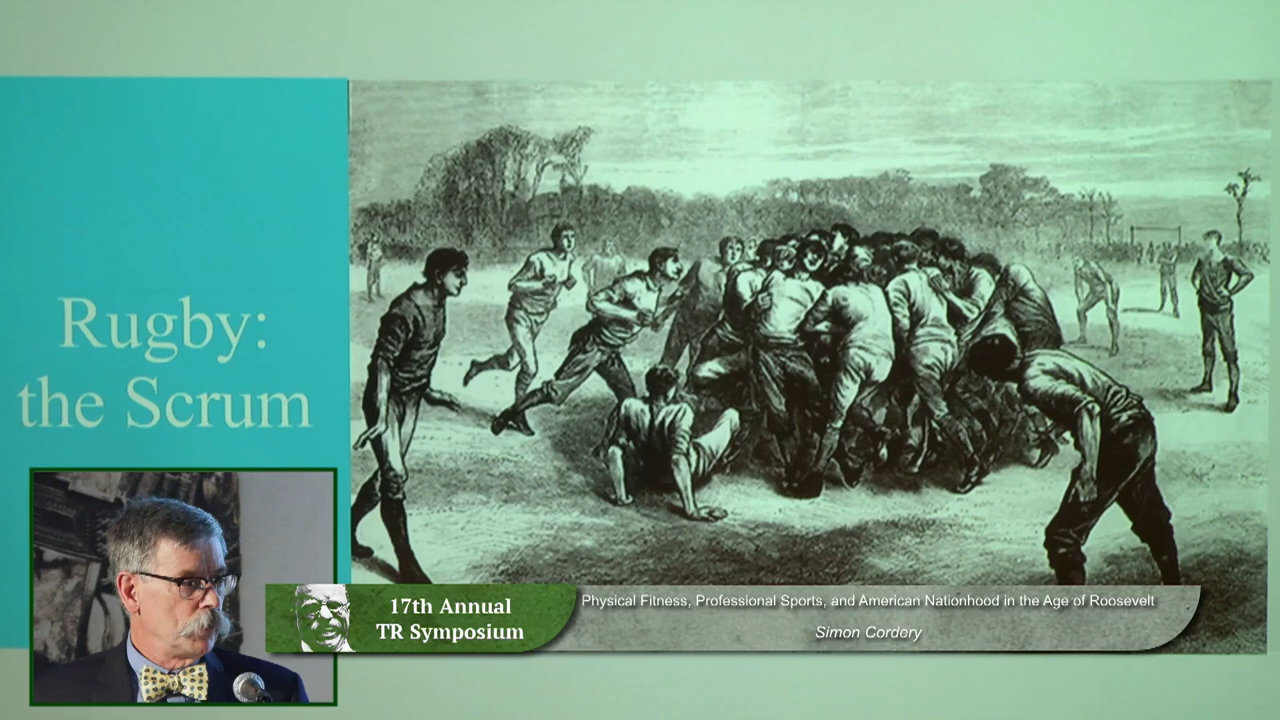 Rugby:
the Scrum
17th Annual
TR Symposium
Physical Fitness, Professional Sports, and American Nationhood in the Age of Roosevelt
Simon Cordery